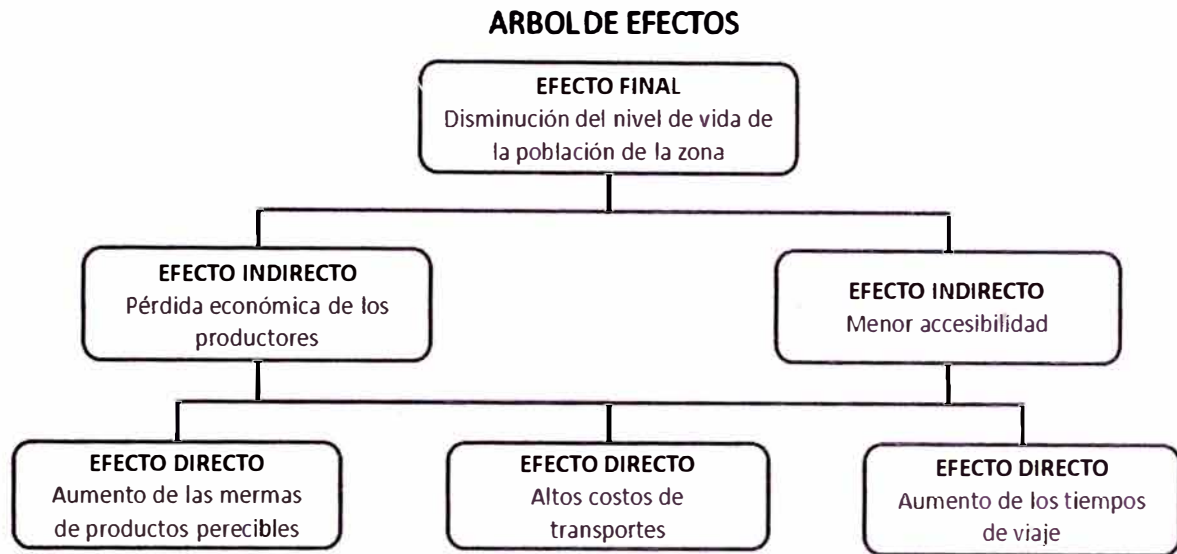 ARBOL DE EFECTOS
EFECTO FINAL
Disminución del nivel de vida de
la población de la zona
EFECTO INDIRECTO
Pérdida económica de los
productores
EFECTO INDIRECTO
Menor accesibilidad
EFECTO DIRECTO
Aumento de las mermas
de productos perecibles
EFECTO DIRECTO
Altos costos de
transportes
EFECTO DIRECTO
Aumento de los tiempos
de viaje